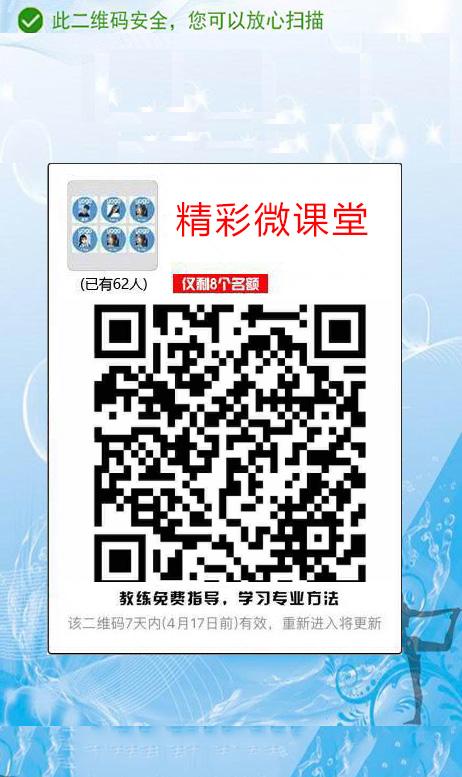 此二维码安全，您可以放心扫描
精彩微课堂
(已有62人)
仅剩8个名额
教练免费指导，学习专业方法
该二维码7天内(4月17日前)有效，重新进入将更新